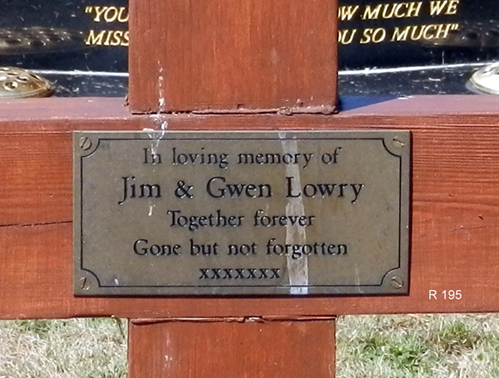 "YOU OW MUCH WE
MISS U SO MUCH"
In loving memory of
Jim & Gwen Lowry
Together forever
Gone but not forgotten
xxxxxxx
R 195